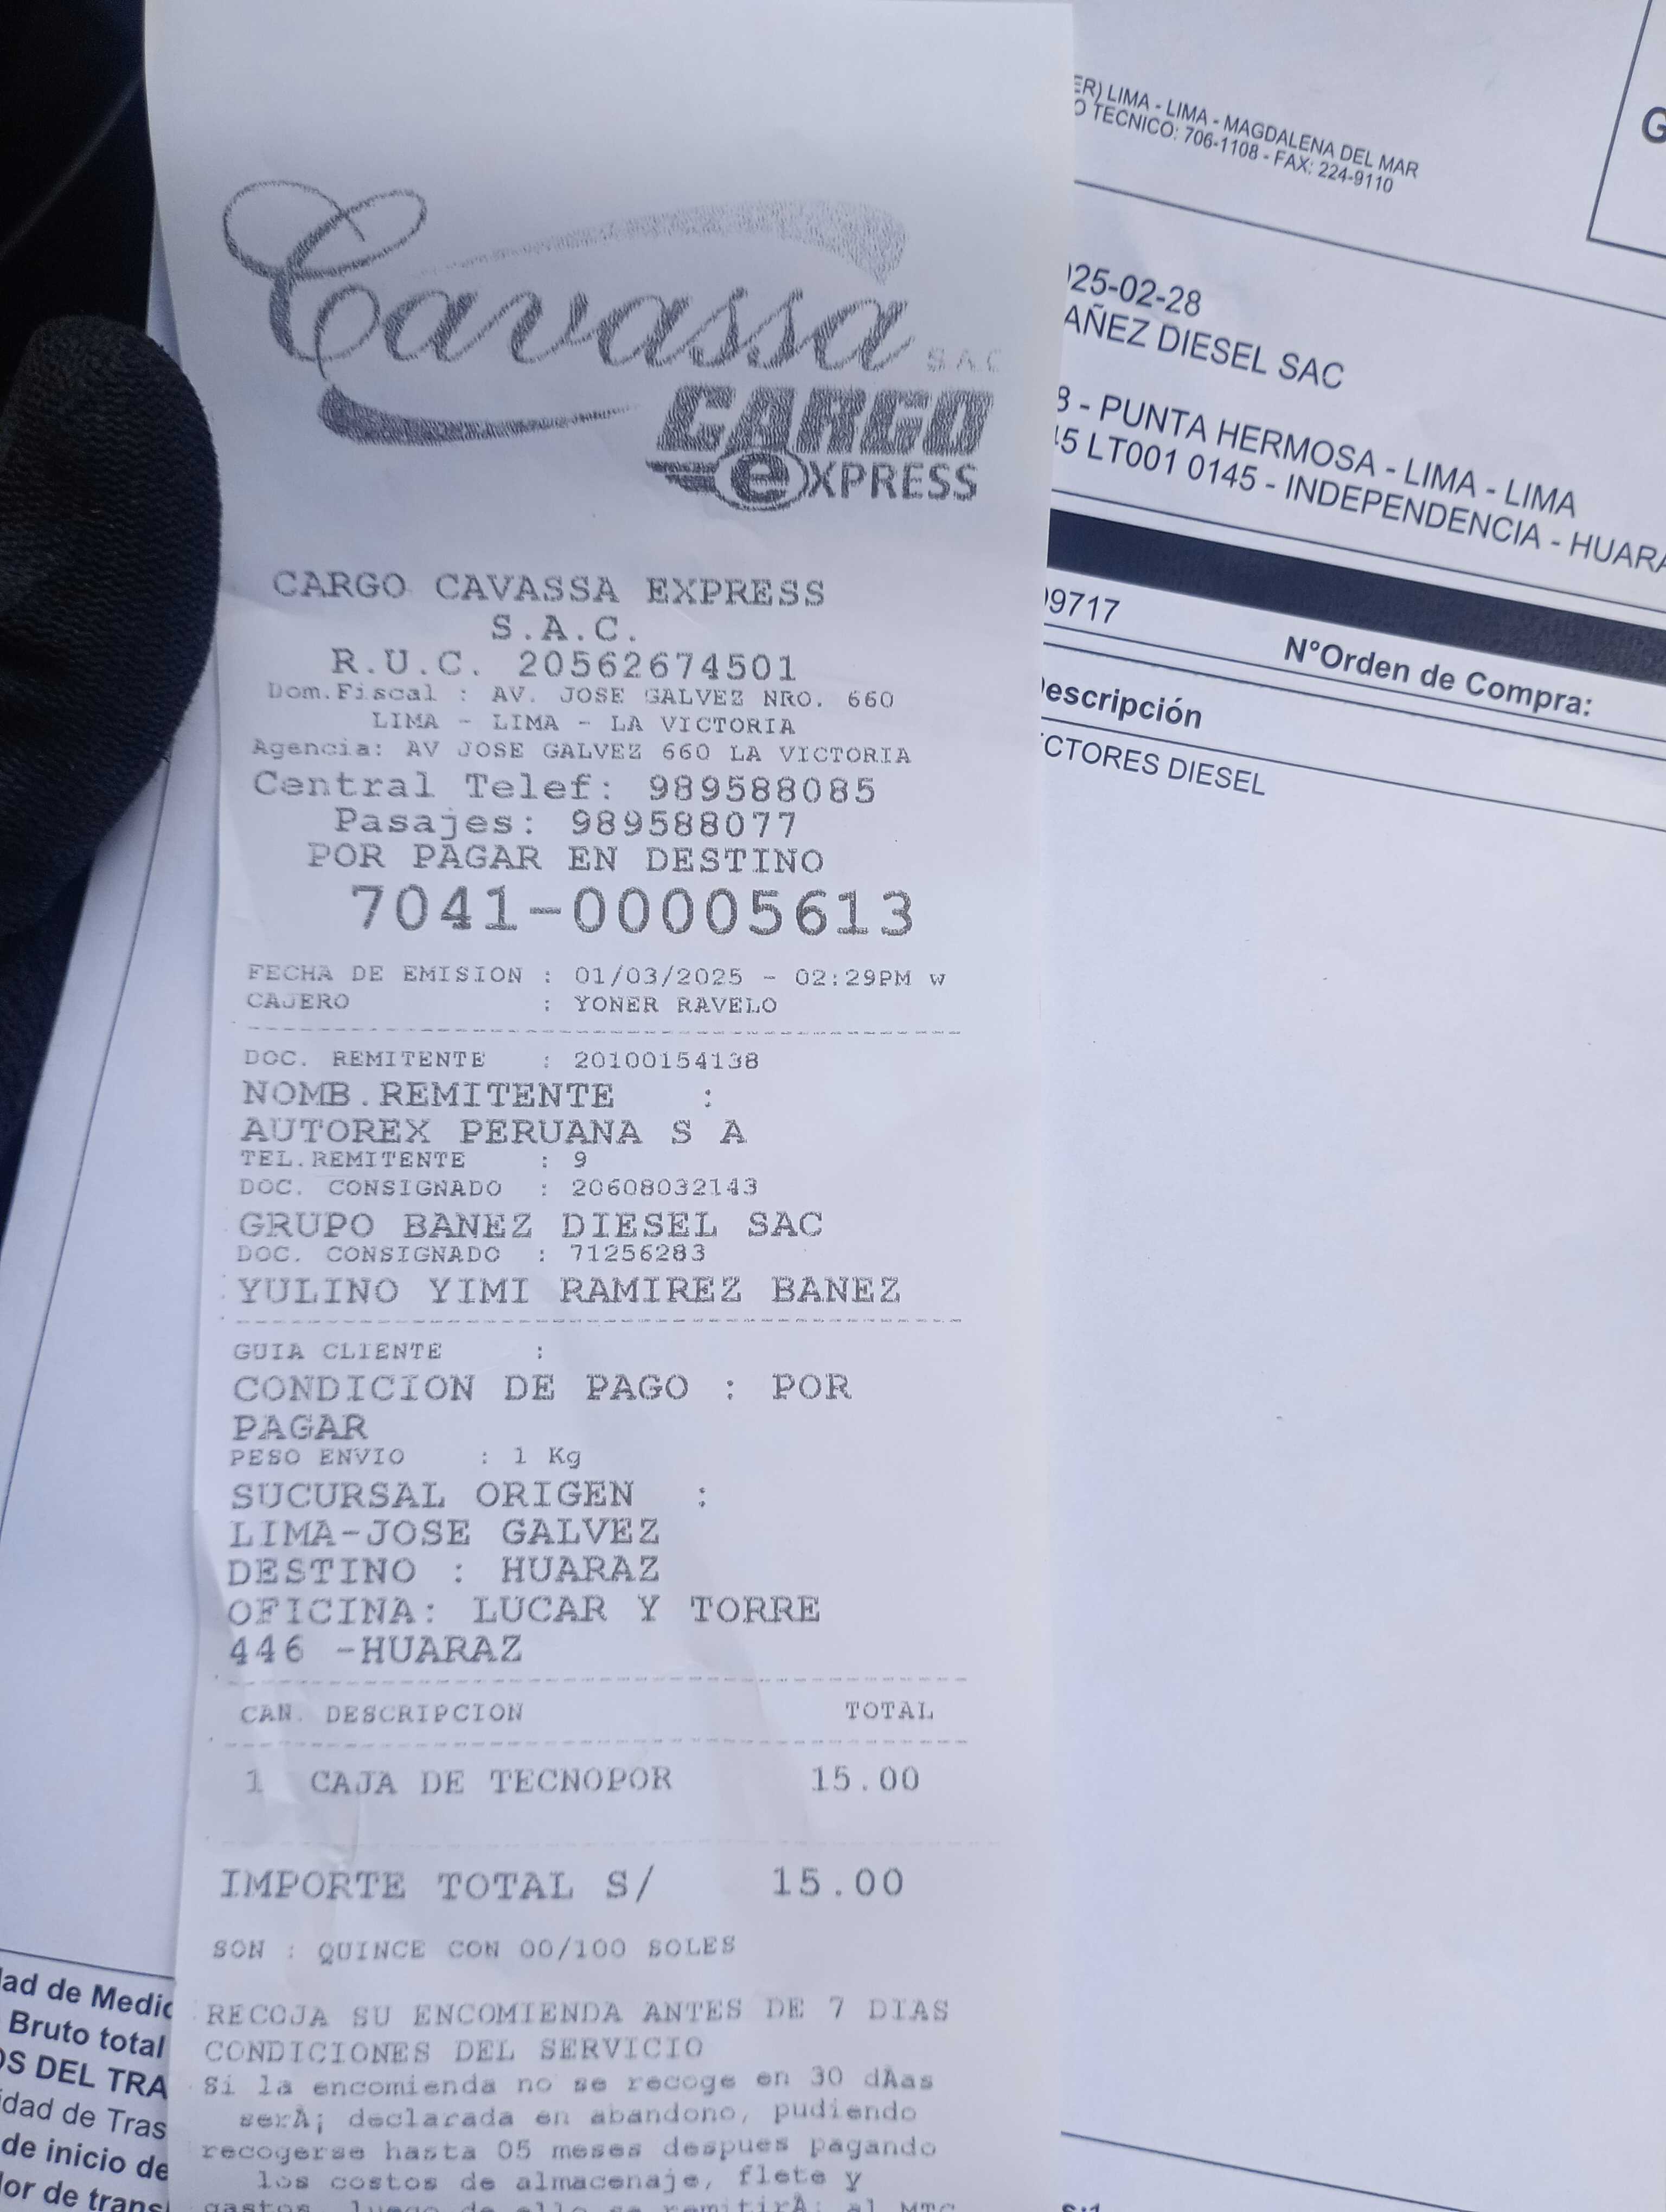 Cavassa S.A.C
CARGO
eXPRESS
CARGO CAVASSA EXPRESS
S.A.C.
R.U.C. 20562674501
Dom.Fiscal : AV. JOSE GALVEZ NRO. 660
LIMA - LIMA - LA VICTORIA
Agencia: AV JOSE GALVEZ 660 LA VICTORIA
Central Telef: 989588085
Pasajes: 989588077
POR PAGAR EN DESTINO
7041-00005613
FECHA DE EMISION : 01/03/2025 - 02:29PM w
CAJERO : YONER RAVELO
DOC. REMITENTE : 20100154138
NOMB.REMITENTE :
AUTOREX PERUANA S A
TEL.REMITENTE : 9
DOC. CONSIGNADO : 20608032143
GRUPO BANEZ DIESEL SAC
DOC. CONSIGNADO : 71256283
YULINO YIMI RAMIREZ BANEZ
GUIA CLIENTE :
CONDICION DE PAGO : POR
PAGAR
PESO ENVIO : 1 Kg
SUCURSAL ORIGEN :
LIMA-JOSE GALVEZ
DESTINO : HUARAZ
OFICINA: LUCAR Y TORRE
446 -HUARAZ
CAN. DESCRIPCION TOTAL
1 CAJA DE TECNOPOR 15.00
IMPORTE TOTAL S/ 15.00
SON : QUINCE CON 00/100 SOLES
RECOJA SU ENCOMIENDA ANTES DE 7 DIAS
CONDICIONES DEL SERVICIO
Si la encomienda no se recoge en 30 dÃas
serÃ¡ declarada en abandono, pudiendo
recogerse hasta 05 meses despues pagando
los costos de almacenaje, flete y
ER) LIMA - LIMA - MAGDALENA DEL MAR
O TECNICO: 706-1108 - FAX: 224-9110
G
025-02-28
AÑEZ DIESEL SAC
8 - PUNTA HERMOSA - LIMA - LIMA
45 LT001 0145 - INDEPENDENCIA - HUARA
09717
N°Orden de Compra:
Descripción
CTORES DIESEL
dad de Medid
Bruto total
OS DEL TRA
idad de Tras
de inicio de
dor de trans